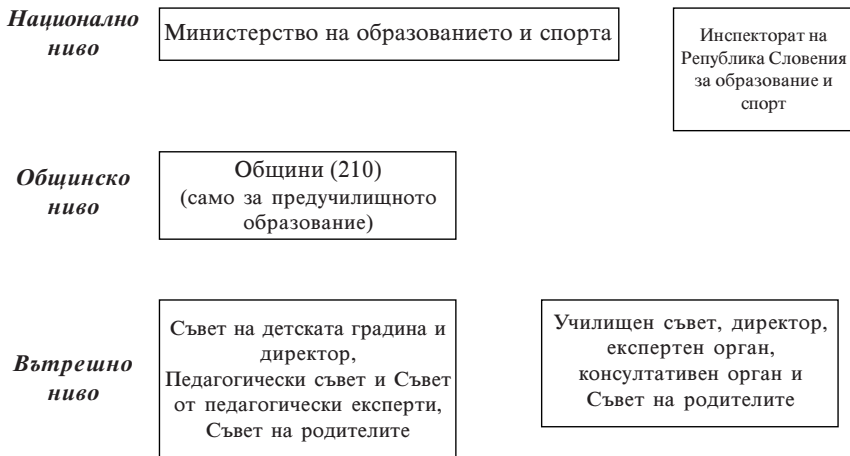 Национално
ниво
Министерство на образованието и спорта
Инспекторат на
Република Словения
за образование и
спорт
Общинско
ниво
Общини (210)
(само за предучилищното
образование)
Вътрешно
ниво
Съвет на детската градина и
директор,
Педагогически съвет и Съвет
от педагогически експерти,
Съвет на родителите
Училищен съвет, директор,
експертен орган,
консултативен орган и
Съвет на родителите